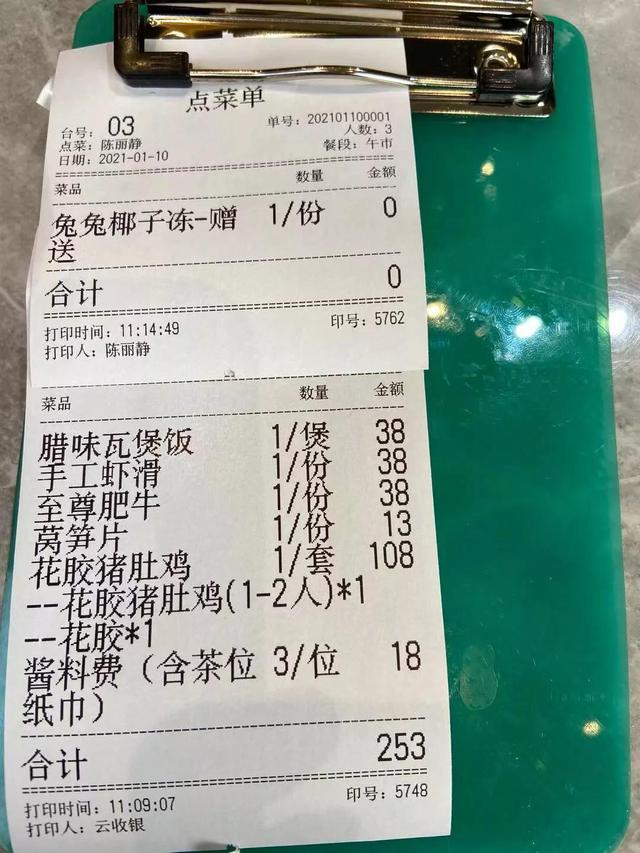 点菜单
台号：03 单号：202101100001
点菜：陈丽静 人数：3
日期：2021-01-10 餐段：午市
菜品 数量 金额
兔兔椰子冻-赠 1/份 0
送
合计 0
打印时间：11:14:49 印号：5762
打印人：陈丽静
菜品 数量 金额
腊味瓦煲饭 1/煲 38
手工虾滑 1/份 38
至尊肥牛 1/份 38
莴笋片 1/份 13
花胶猪肚鸡 1/套 108
--花胶猪肚鸡(1-2人)*1
--花胶*1
酱料费（含茶位 3/位 18
纸巾）
合计 253
打印时间：11:09:07 印号：5748
打印人：云收银